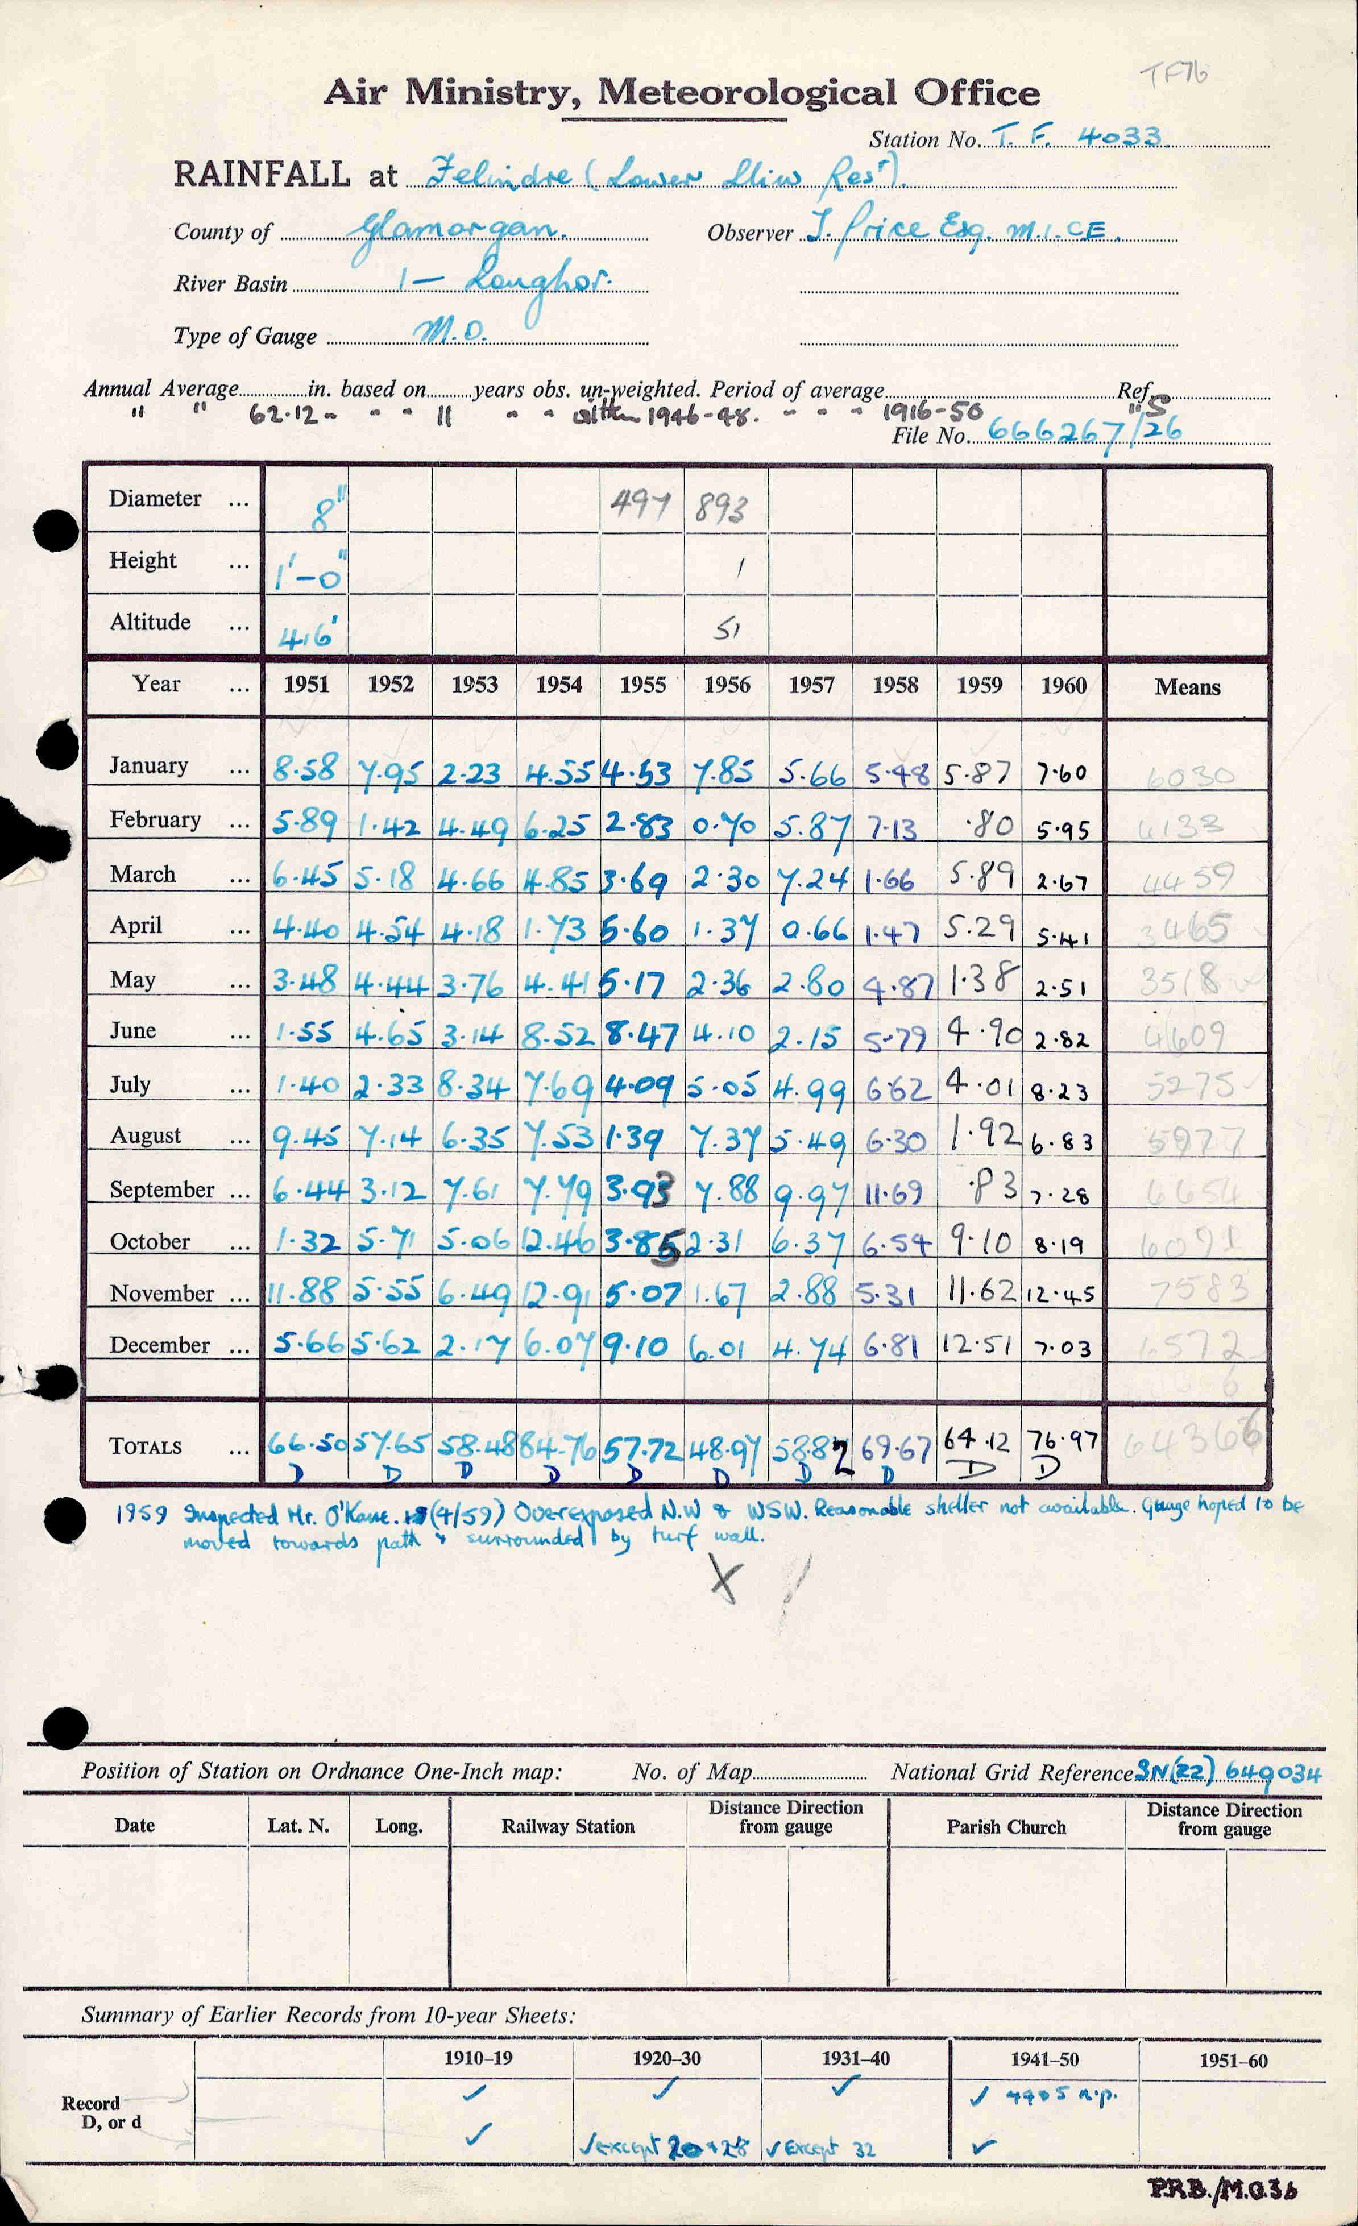 TF76
Air Ministry, Meteorological Office
Station No. T. F. 4033.
RAINFALL at Felindre (Lower Lliw Resr).
County of Glamorgan. Observer T. Price Esq. M.I.C.E.
River Basin 1 — Loughor.
Type of Gauge M.O.
Annual Average in. based on years obs. un-weighted. Period of average Ref.
" " 62.12 " " " 11 " " 1946-48. " " " 1916-50 "S
File No. 666267/26
Diameter ... 8" 497 893
Height ... 1'-0" 1
Altitude ... 416' 51
Year ... 1951 1952 1953 1954 1955 1956 1957 1958 1959 1960 Means
January ... 8.58 7.95 2.23 4.55 4.53 7.85 5.66 5.48 5.87 7.60 6030
February ... 5.89 1.42 4.49 6.25 2.83 0.70 5.87 7.13 .80 5.95 4133
March ... 6.45 5.18 4.66 4.85 3.69 2.30 7.24 1.66 5.89 2.67 4459
April ... 4.40 4.54 4.18 1.73 5.60 1.37 0.66 1.47 5.29 5.41 3465
May ... 3.48 4.44 3.76 4.41 5.17 2.36 2.80 4.87 1.38 2.51 3518
June ... 1.55 4.65 3.14 8.52 8.47 4.10 2.15 5.79 4.90 2.82 4609
July ... 1.40 2.33 8.34 7.69 4.09 5.05 4.99 6.62 4.01 8.23 5275
August ... 9.45 7.14 6.35 7.53 1.39 7.37 5.49 6.30 1.92 6.83 5977
September ... 6.44 3.12 7.61 7.79 3.93 7.88 9.97 11.69 .83 7.28 6654
October ... 1.32 5.71 5.06 12.46 3.85 2.31 6.37 6.54 9.10 8.19 6091
November ... 11.88 5.55 6.49 12.91 5.07 1.67 2.88 5.31 11.62 12.45 7583
December ... 5.66 5.62 2.17 6.07 9.10 6.01 4.74 6.81 12.51 7.03 6572
TOTALS ... 66.50 57.65 58.48 84.76 57.72 48.97 58.82 69.67 64.12 76.97 64366
D D D D D D D D D D
1959 Inspected Mr. O'Kane. (4/59) Overexposed N.W & WSW. Reasonable shelter not available. Gauge hoped to be
moved towards path & surrounded by turf wall.
X /
Position of Station on Ordnance One-Inch map: No. of Map National Grid Reference SN(22) 649034
Date Lat. N. Long. Railway Station Distance Direction from gauge Parish Church Distance Direction from gauge
Summary of Earlier Records from 10-year Sheets:
1910–19 1920–30 1931–40 1941–50 1951–60
Record ✓ ✓ ✓ ✓ n.p.
D, or d ✓ ✓except 20 & 28 ✓ Except 32 ✓
P.R.B./M.O.3b